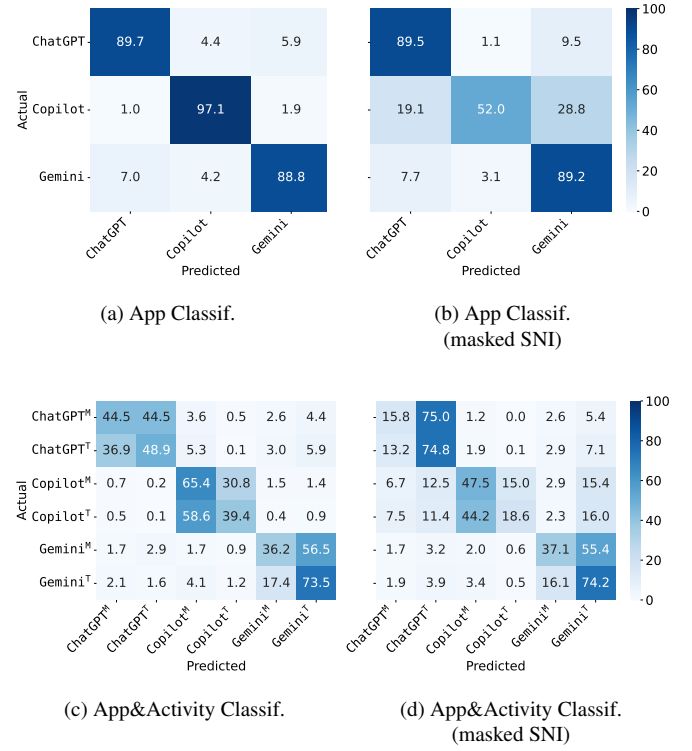 ChatGPT 89.7 4.4 5.9 89.5 1.1 9.5 100
Actual Copilot 1.0 97.1 1.9 19.1 52.0 28.8 80
60
40
Gemini 7.0 4.2 88.8 7.7 3.1 89.2 20
0
ChatGPT Copilot Gemini ChatGPT Copilot Gemini
Predicted Predicted
(a) App Classif. (b) App Classif.
(masked SNI)
ChatGPTᴹ 44.5 44.5 3.6 0.5 2.6 4.4 15.8 75.0 1.2 0.0 2.6 5.4 100
ChatGPTᵀ 36.9 48.9 5.3 0.1 3.0 5.9 13.2 74.8 1.9 0.1 2.9 7.1 80
Actual Copilotᴹ 0.7 0.2 65.4 30.8 1.5 1.4 6.7 12.5 47.5 15.0 2.9 15.4 60
Copilotᵀ 0.5 0.1 58.6 39.4 0.4 0.9 7.5 11.4 44.2 18.6 2.3 16.0 40
Geminiᴹ 1.7 2.9 1.7 0.9 36.2 56.5 1.7 3.2 2.0 0.6 37.1 55.4 20
Geminiᵀ 2.1 1.6 4.1 1.2 17.4 73.5 1.9 3.9 3.4 0.5 16.1 74.2 0
ChatGPTᴹ ChatGPTᵀ Copilotᴹ Copilotᵀ Geminiᴹ Geminiᵀ ChatGPTᴹ ChatGPTᵀ Copilotᴹ Copilotᵀ Geminiᴹ Geminiᵀ
Predicted Predicted
(c) App&Activity Classif. (d) App&Activity Classif.
(masked SNI)